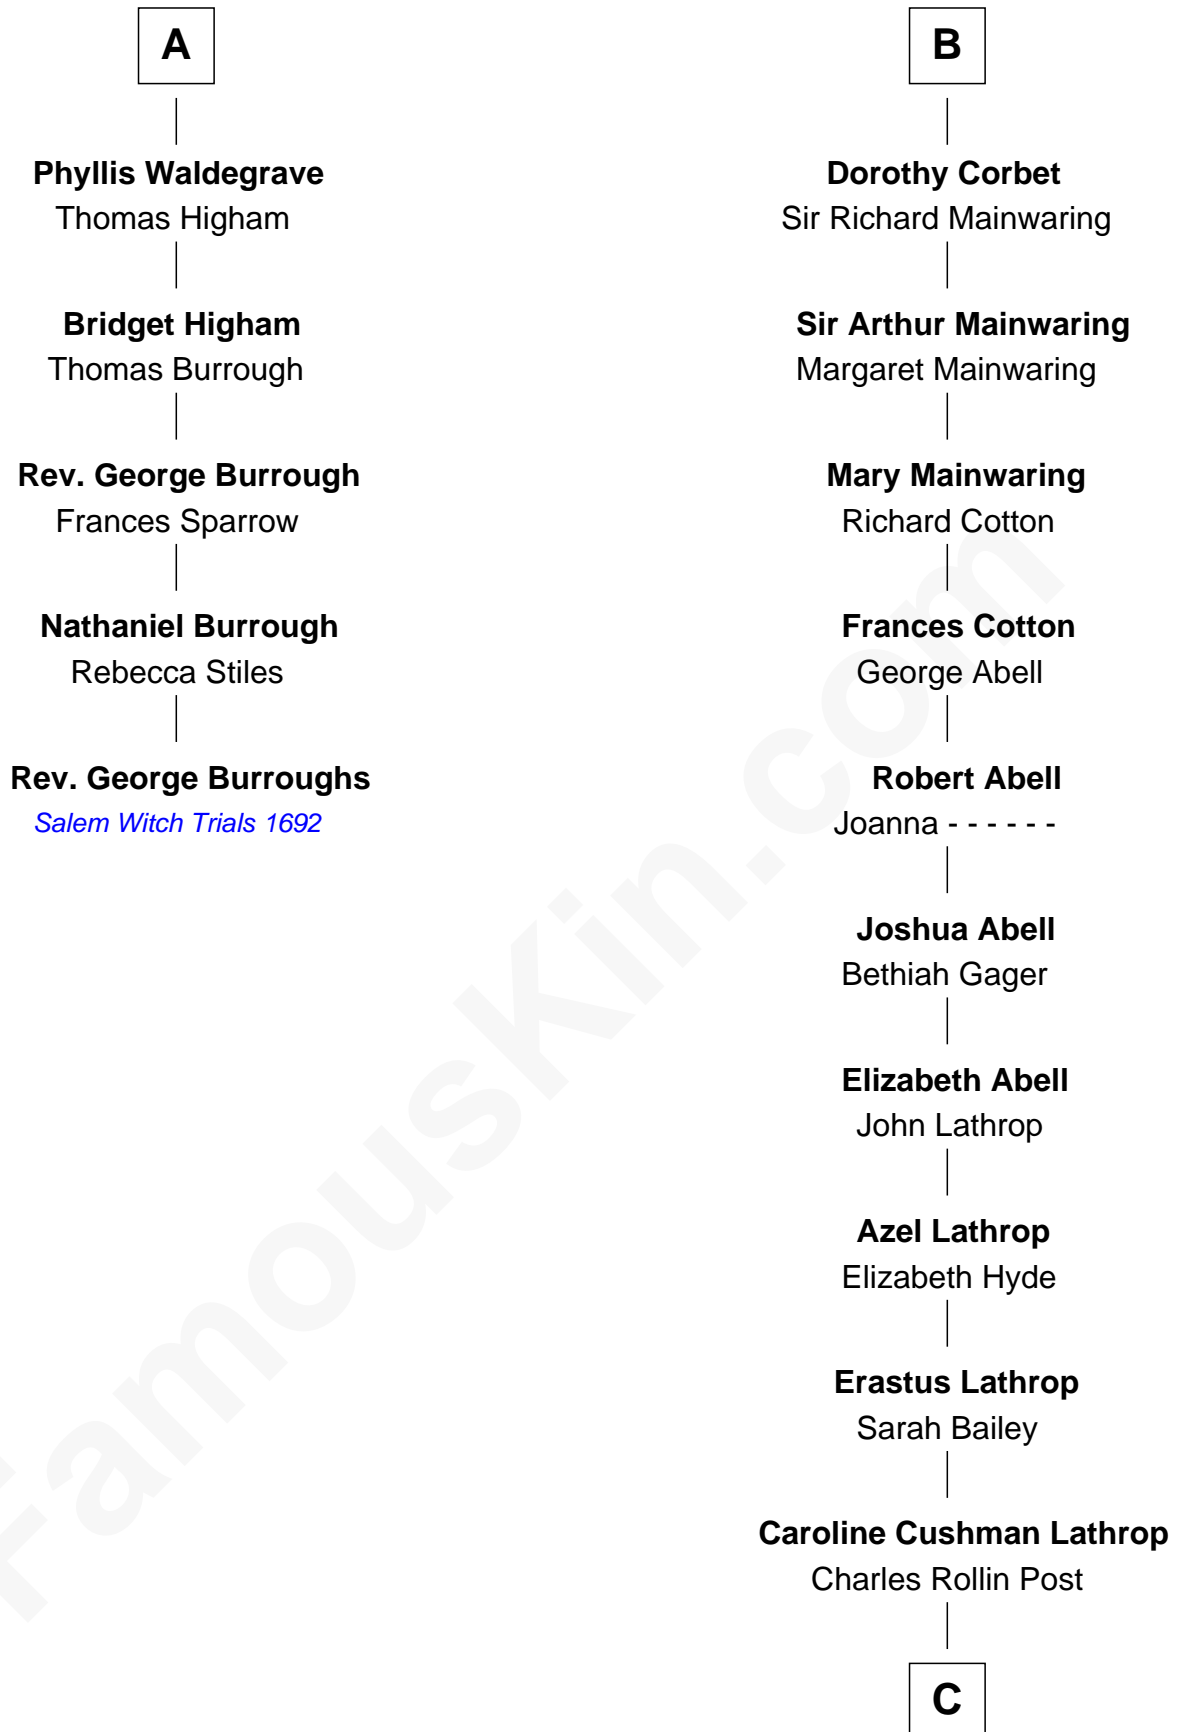 A
Phyllis Waldegrave
Thomas Higham
Bridget Higham
Thomas Burrough
Rev. George Burrough
Frances Sparrow
Nathaniel Burrough
Rebecca Stiles
Rev. George Burroughs
Salem Witch Trials 1692
B
Dorothy Corbet
Sir Richard Mainwaring
Sir Arthur Mainwaring
Margaret Mainwaring
Mary Mainwaring
Richard Cotton
Frances Cotton
George Abell
Robert Abell
Joanna - - - - - -
Joshua Abell
Bethiah Gager
Elizabeth Abell
John Lathrop
Azel Lathrop
Elizabeth Hyde
Erastus Lathrop
Sarah Bailey
Caroline Cushman Lathrop
Charles Rollin Post
C
FamousKin.com